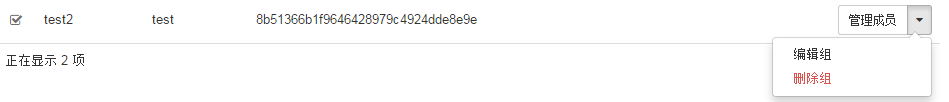 test2 test 8b51366b1f9646428979c4924dde8e9e 管理成员
正在显示 2 项
编辑组
删除组